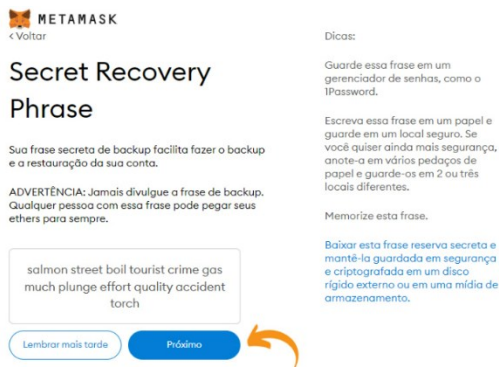 METAMASK
< Voltar
Secret Recovery
Phrase
Sua frase secreta de backup facilita fazer o backup
e a restauração da sua conta.
ADVERTÊNCIA: Jamais divulgue a frase de backup.
Qualquer pessoa com essa frase pode pegar seus
ethers para sempre.
salmon street boil tourist crime gas
much plunge effort quality accident
torch
Lembrar mais tarde
Próximo
Dicas:
Guarde essa frase em um
gerenciador de senhas, como o
1Password.
Escreva essa frase em um papel e
guarde em um local seguro. Se
você quiser ainda mais segurança,
anote-a em vários pedaços de
papel e guarde-os em 2 ou três
locais diferentes.
Memorize esta frase.
Baixar esta frase reserva secreta e
mantê-la guardada em segurança
e criptografada em um disco
rígido externo ou em uma mídia de
armazenamento.